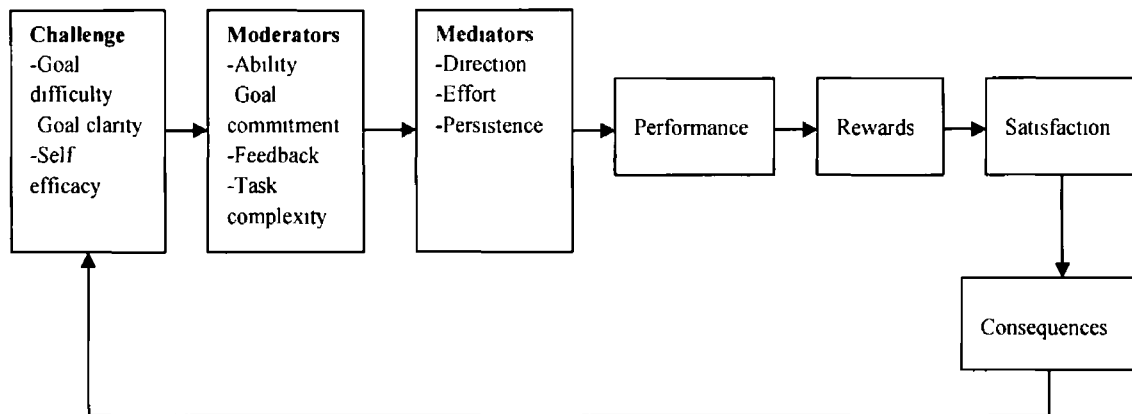 Challenge
-Goal
difficulty
Goal clarity
-Self
efficacy
Moderators
-Ability
Goal
commitment
-Feedback
-Task
complexity
Mediators
-Direction
-Effort
-Persistence
Performance
Rewards
Satisfaction
Consequences